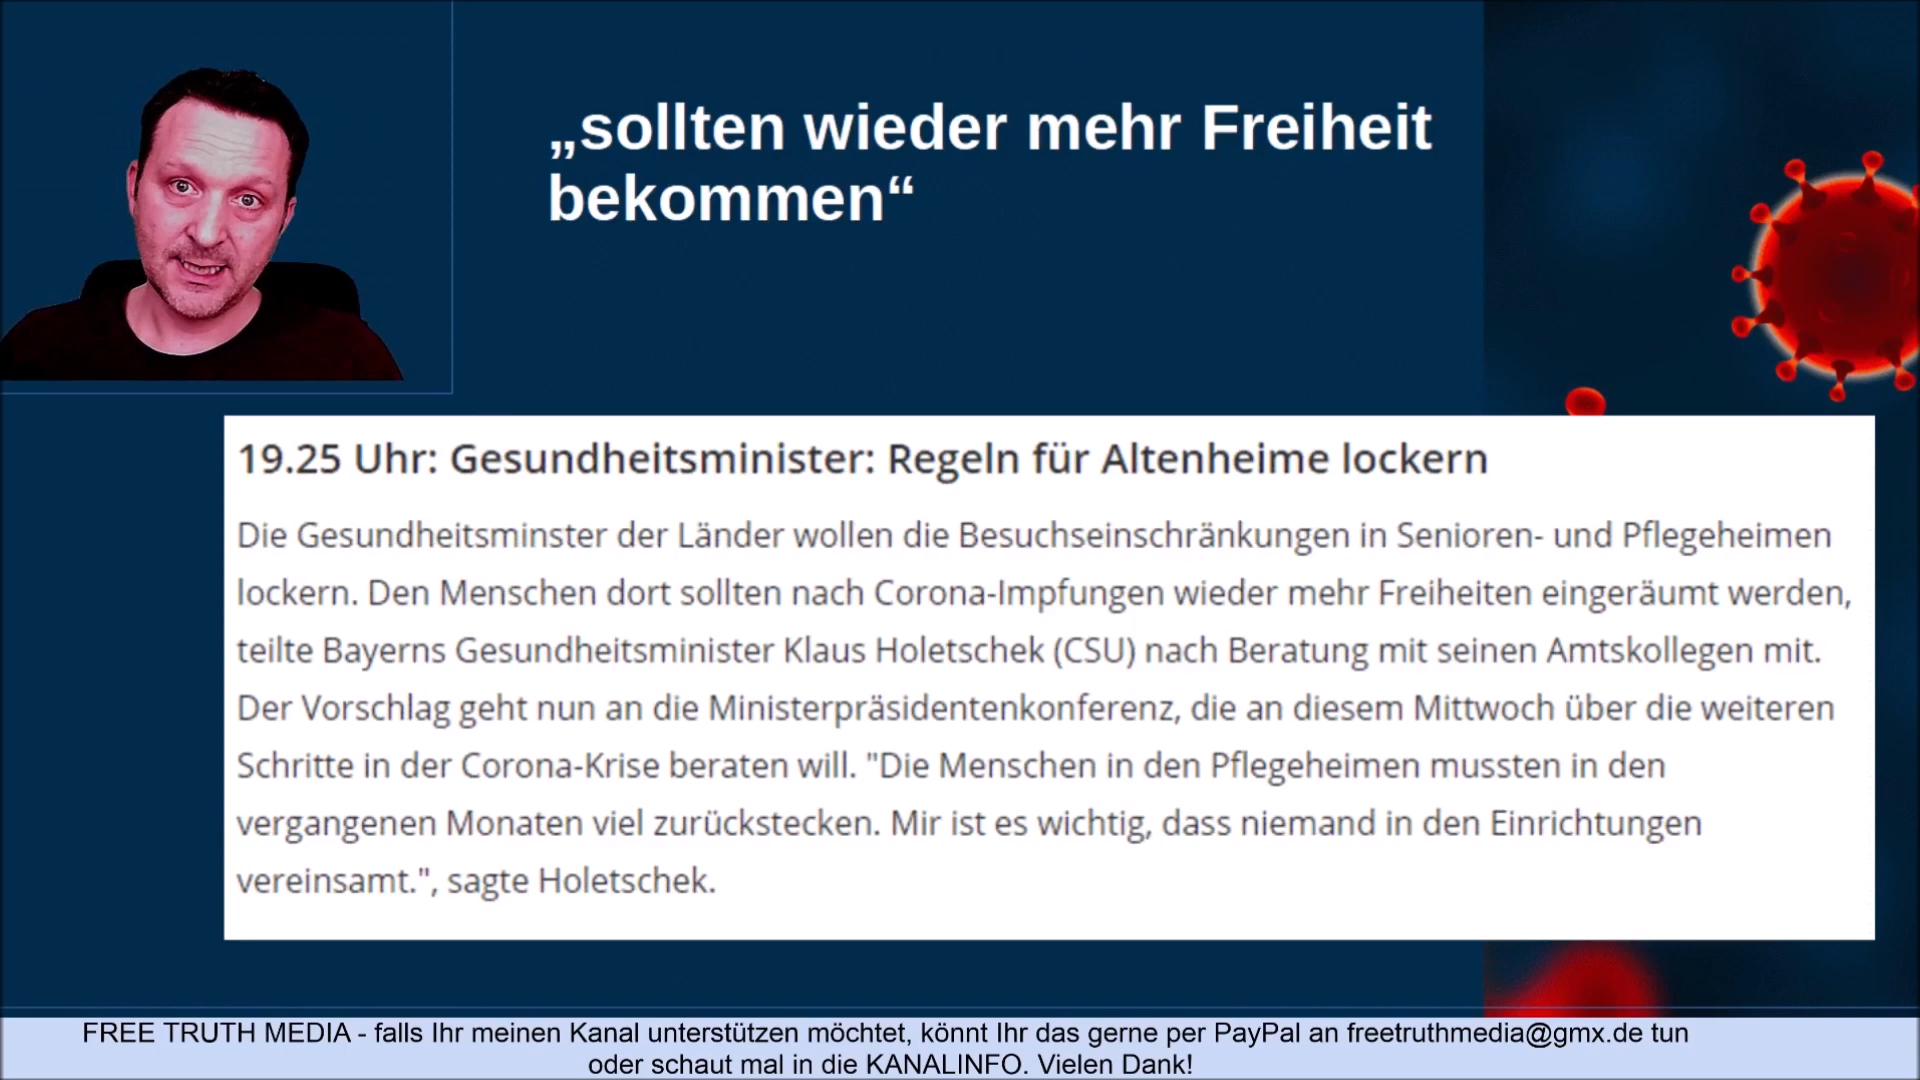 „sollten wieder mehr Freiheit
bekommen“
19.25 Uhr: Gesundheitsminister: Regeln für Altenheime lockern
Die Gesundheitsminster der Länder wollen die Besuchseinschränkungen in Senioren- und Pflegeheimen
lockern. Den Menschen dort sollten nach Corona-Impfungen wieder mehr Freiheiten eingeräumt werden,
teilte Bayerns Gesundheitsminister Klaus Holetschek (CSU) nach Beratung mit seinen Amtskollegen mit.
Der Vorschlag geht nun an die Ministerpräsidentenkonferenz, die an diesem Mittwoch über die weiteren
Schritte in der Corona-Krise beraten will. "Die Menschen in den Pflegeheimen mussten in den
vergangenen Monaten viel zurückstecken. Mir ist es wichtig, dass niemand in den Einrichtungen
vereinsamt.", sagte Holetschek.
FREE TRUTH MEDIA - falls Ihr meinen Kanal unterstützen möchtet, könnt Ihr das gerne per PayPal an freetruthmedia@gmx.de tun
oder schaut mal in die KANALINFO. Vielen Dank!